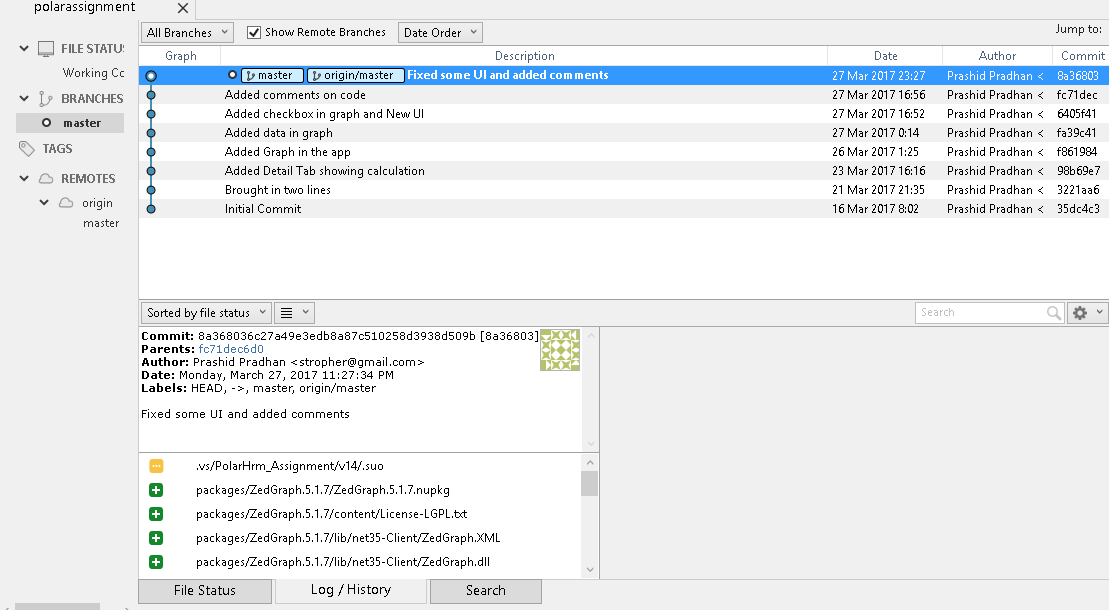 polarassignment
All Branches Show Remote Branches Date Order Jump to:
FILE STATU
Working Co
BRANCHES
master
TAGS
REMOTES
origin
master
Graph Description Date Author Commit
master origin/master Fixed some UI and added comments 27 Mar 2017 23:27 Prashid Pradhan < 8a36803
Added comments on code 27 Mar 2017 16:56 Prashid Pradhan < fc71dec
Added checkbox in graph and New UI 27 Mar 2017 16:52 Prashid Pradhan < 6405f41
Added data in graph 27 Mar 2017 0:14 Prashid Pradhan < fa39c41
Added Graph in the app 26 Mar 2017 1:25 Prashid Pradhan < f861984
Added Detail Tab showing calculation 23 Mar 2017 16:16 Prashid Pradhan < 98b69e7
Brought in two lines 21 Mar 2017 21:35 Prashid Pradhan < 3221aa6
Initial Commit 16 Mar 2017 8:02 Prashid Pradhan < 35dc4c3
Sorted by file status Search
Commit: 8a368036c27a49e3edb8a87c510258d3938d509b [8a36803]
Parents: fc71dec6d0
Author: Prashid Pradhan <stropher@gmail.com>
Date: Monday, March 27, 2017 11:27:34 PM
Labels: HEAD, ->, master, origin/master
Fixed some UI and added comments
.vs/PolarHrm_Assignment/v14/.suo
packages/ZedGraph.5.1.7/ZedGraph.5.1.7.nupkg
packages/ZedGraph.5.1.7/content/License-LGPL.txt
packages/ZedGraph.5.1.7/lib/net35-Client/ZedGraph.XML
packages/ZedGraph.5.1.7/lib/net35-Client/ZedGraph.dll
File Status Log / History Search